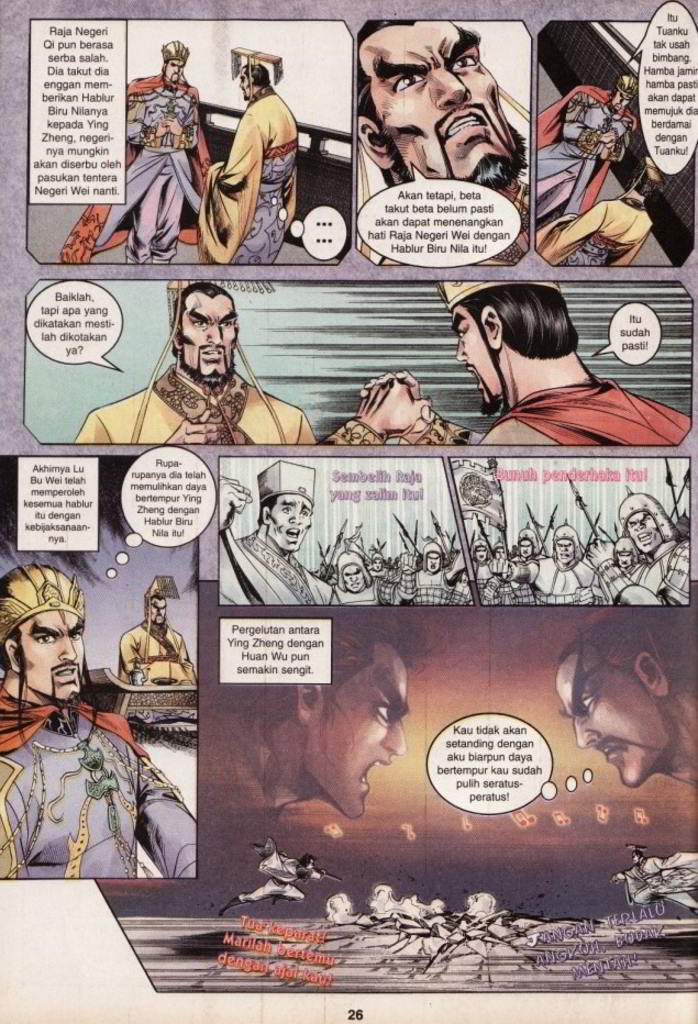 Raja Negeri
Qi pun berasa
serba salah.
Dia takut dia
enggan mem-
berikan Hablur
Biru Nilanya
kepada Ying
Zheng, negeri-
nya mungkin
akan diserbu oleh
pasukan tentera
Negeri Wei nanti.
...
...
Akan tetapi, beta
takut beta belum pasti
akan dapat menenangkan
hati Raja Negeri Wei dengan
Hablur Biru Nila itu!
Itu
Tuanku
tak usah
bimbang.
Hamba jamin
hamba pasti
akan dapat
memujuk dia
berdamai
dengan
Tuanku!
Baiklah,
tapi apa yang
dikatakan mesti-
lah dikotakan
ya?
Itu
sudah
pasti!
Akhirnya Lu
Bu Wei telah
memperoleh
kesemua hablur
itu dengan
kebijaksanaan-
nya.
Rupa-
rupanya dia telah
memulihkan daya
bertempur Ying
Zheng dengan
Hablur Biru
Nila itu!
Sembelih Raja
yang zalim itu!
Bunuh penderhaka itu!
Pergelutan antara
Ying Zheng dengan
Huan Wu pun
semakin sengit.
Kau tidak akan
setanding dengan
aku biarpun daya
bertempur kau sudah
pulih seratus-
peratus!
Tua keparat!
Marilah bertemu
dengan ajal kau!
JANGAN TERLALU
ANGKUH, BUDAK
MENTAH!
26